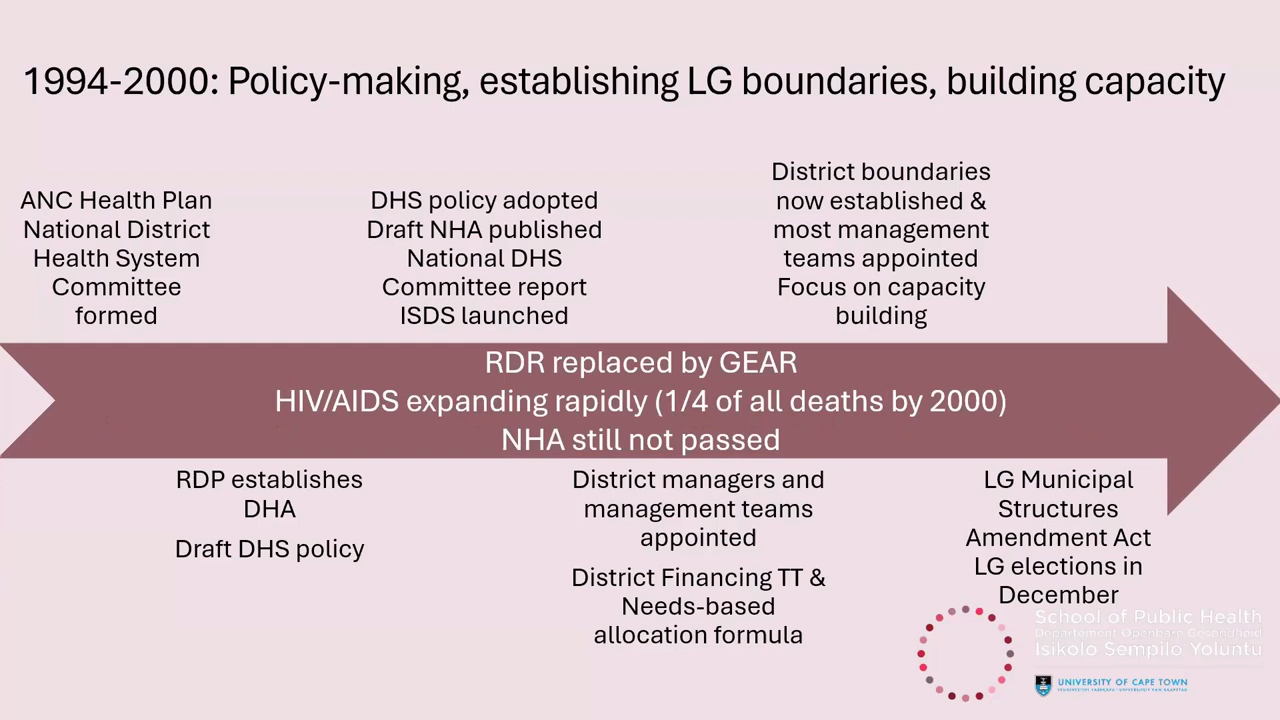 1994-2000: Policy-making, establishing LG boundaries, building capacity
ANC Health Plan
National District
Health System
Committee
formed
DHS policy adopted
Draft NHA published
National DHS
Committee report
ISDS launched
District boundaries
now established &
most management
teams appointed
Focus on capacity
building
RDR replaced by GEAR
HIV/AIDS expanding rapidly (1/4 of all deaths by 2000)
NHA still not passed
RDP establishes
DHA
Draft DHS policy
District managers and
management teams
appointed
District Financing TT &
Needs-based
allocation formula
LG Municipal
Structures
Amendment Act
LG elections in
December
School of Public Health
Departement Openbare Gesondheid
Isikolo Sempilo Yoluntu
UNIVERSITY OF CAPE TOWN